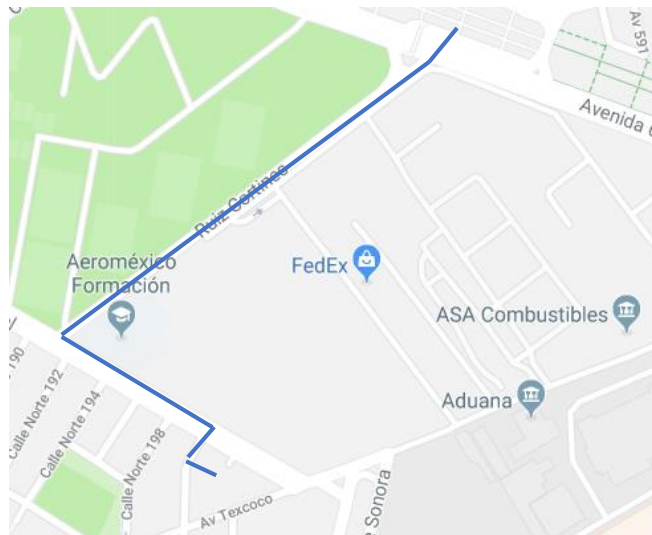 Av 591
Avenida 6
Ruiz Cortines
Aeroméxico
Formación
FedEx
ASA Combustibles
Aduana
190
Calle Norte 192
Calle Norte 194
Calle Norte 198
Av Texcoco
Sonora